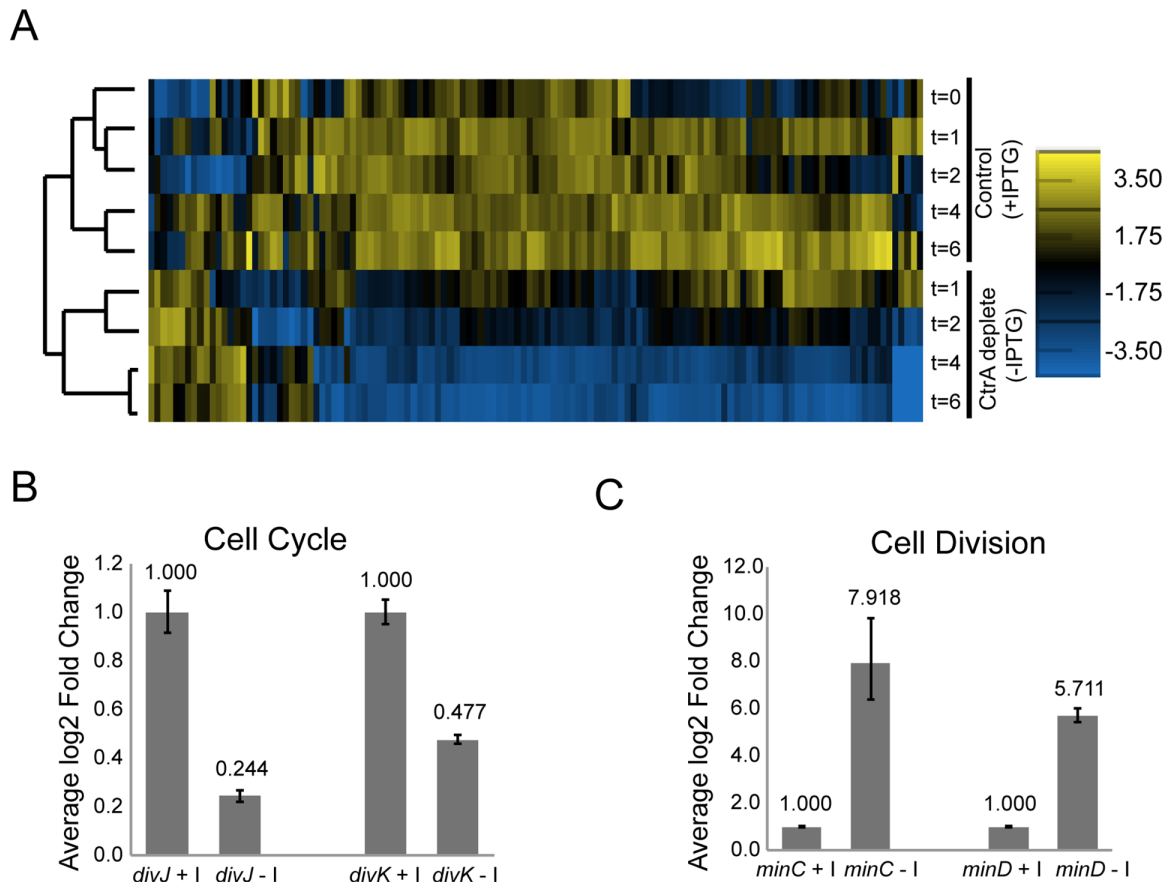 A
t=0
t=1
t=2
t=4
t=6
t=1
t=2
t=4
t=6
Control
(+IPTG)
CtrA deplete
(-IPTG)
3.50
1.75
-1.75
-3.50
B
Cell Cycle
Average log2 Fold Change
1.2
1.0
0.8
0.6
0.4
0.2
0.0
1.000
0.244
1.000
0.477
divJ + I
divJ - I
divK + I
divK - I
C
Cell Division
Average log2 Fold Change
12.0
10.0
8.0
6.0
4.0
2.0
0.0
1.000
7.918
1.000
5.711
minC + I
minC - I
minD + I
minD - I